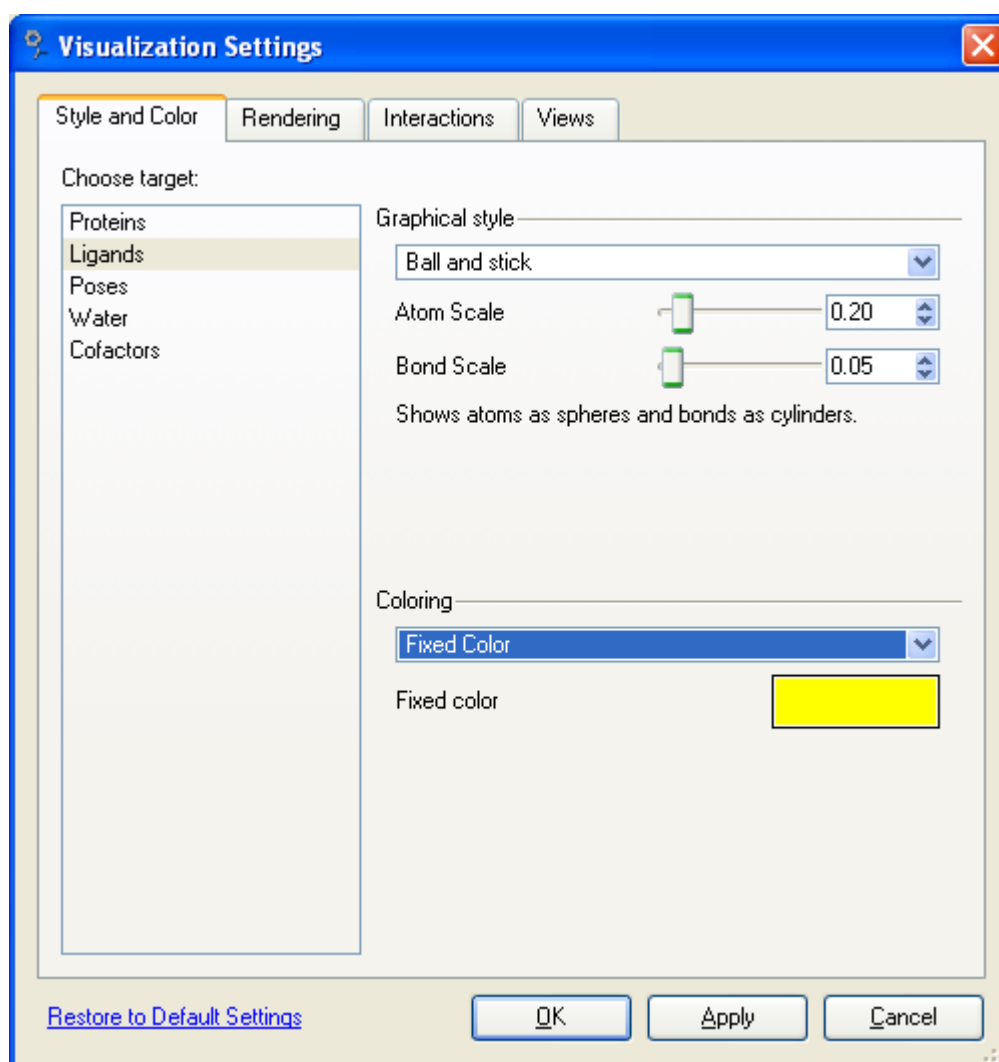 Visualization Settings
Style and Color
Rendering
Interactions
Views
Choose target:
Proteins
Ligands
Poses
Water
Cofactors
Graphical style
Ball and stick
Atom Scale
0.20
Bond Scale
0.05
Shows atoms as spheres and bonds as cylinders.
Coloring
Fixed Color
Fixed color
Restore to Default Settings
OK
Apply
Cancel